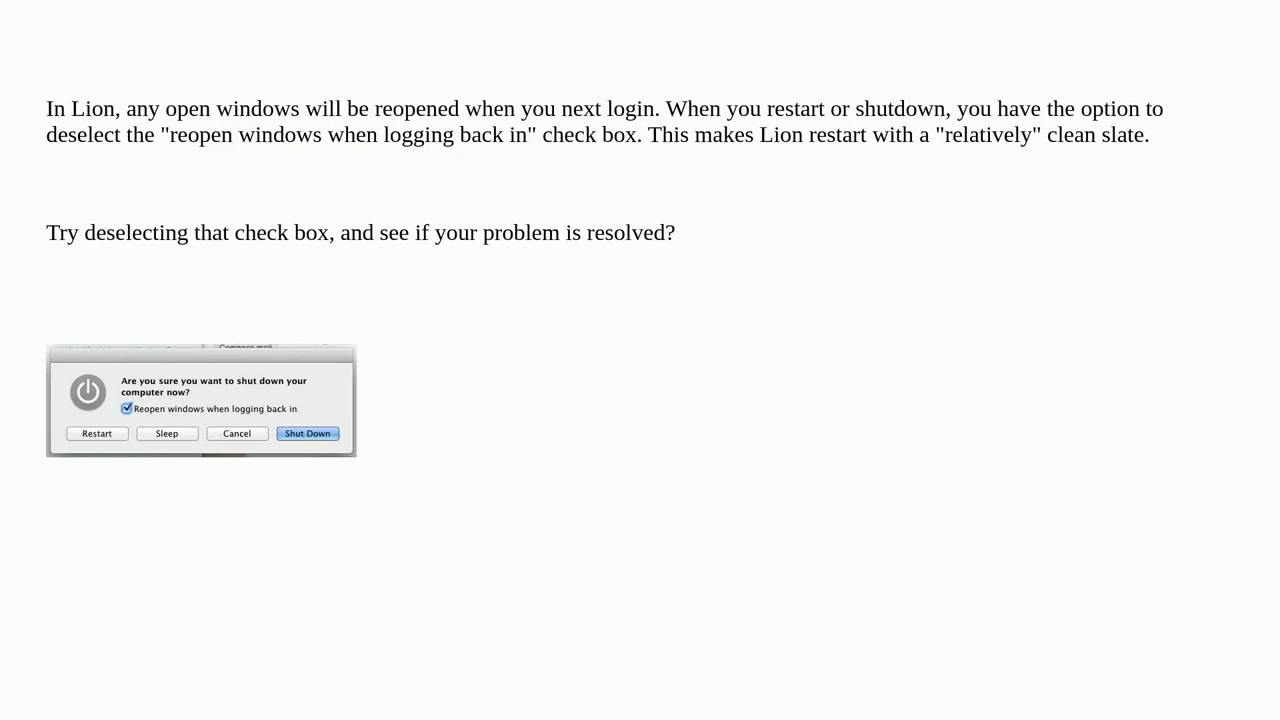 In Lion, any open windows will be reopened when you next login. When you restart or shutdown, you have the option to
deselect the "reopen windows when logging back in" check box. This makes Lion restart with a "relatively" clean slate.
Try deselecting that check box, and see if your problem is resolved?
Compose mail
Are you sure you want to shut down your
computer now?
Reopen windows when logging back in
Restart Sleep Cancel Shut Down